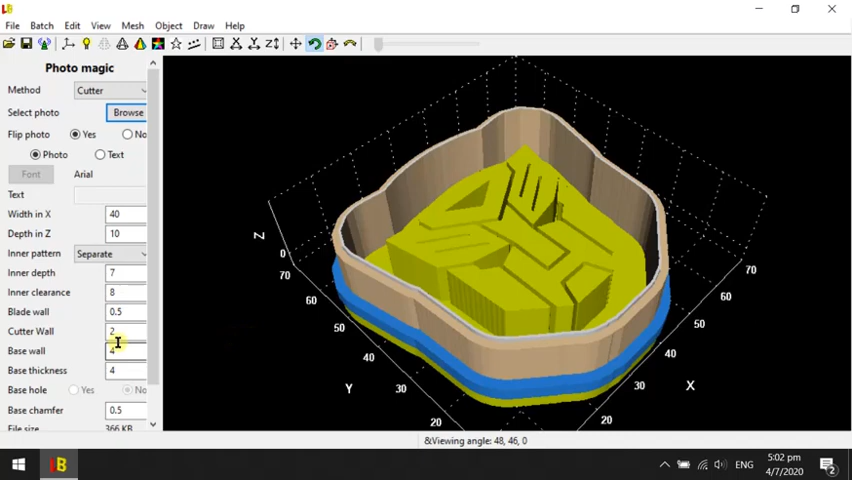 File Batch Edit View Mesh Object Draw Help
Photo magic
Method Cutter
Select photo Browse
Flip photo Yes No
Photo Text
Font Arial
Text
Width in X 40
Depth in Z 10
Inner pattern Separate
Inner depth 7
Inner clearance 8
Blade wall 0.5
Cutter Wall 2
Base wall 4
Base thickness 4
Base hole Yes No
Base chamfer 0.5
File size 366 KB
Z
0
70
60
50
40
30
20
Y
X
70
60
50
40
30
20
&Viewing angle: 48, 46, 0
ENG
5:02 pm
4/7/2020
2